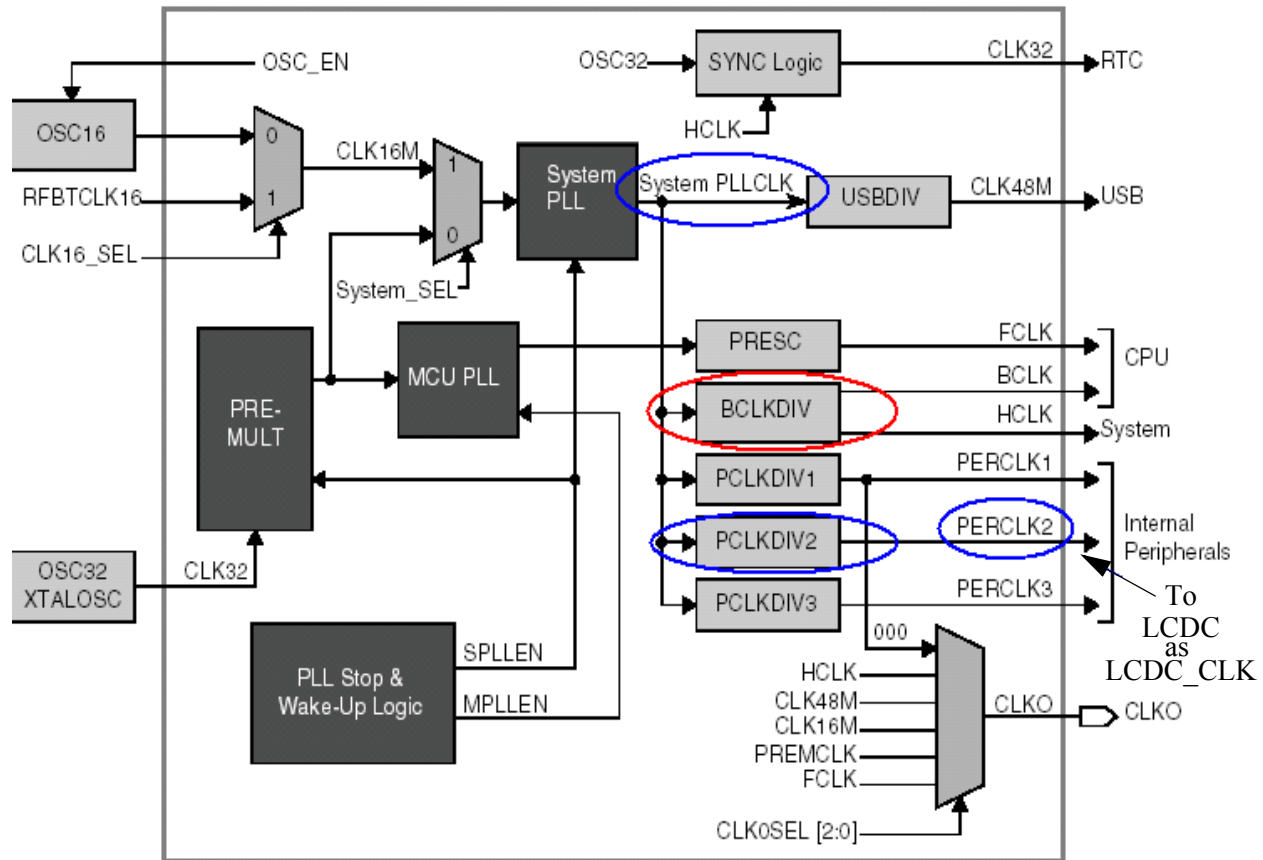 OSC_EN
OSC32
SYNC Logic
CLK32
RTC
OSC16
0
CLK16M
HCLK
1
System
PLL
System PLLCLK
USBDIV
CLK48M
USB
RFBTCLK16
1
0
CLK16_SEL
System_SEL
PRE-
MULT
MCU PLL
PRESC
FCLK
CPU
BCLKDIV
BCLK
HCLK
System
PCLKDIV1
PERCLK1
PCLKDIV2
PERCLK2
Internal
Peripherals
PCLKDIV3
PERCLK3
To
LCDC
as
LCDC_CLK
OSC32
XTALOSC
CLK32
PLL Stop &
Wake-Up Logic
SPLLEN
MPLLEN
000
HCLK
CLK48M
CLK16M
PREMCLK
FCLK
CLKO
CLKO
CLK0SEL [2:0]